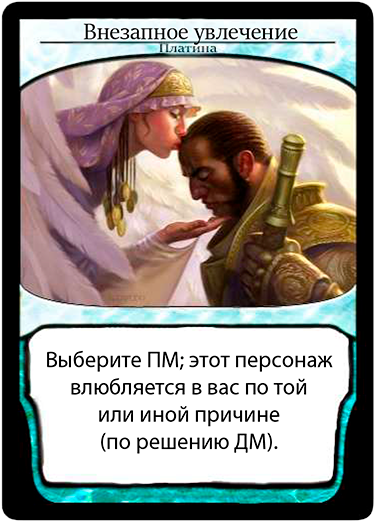 Внезапное увлечение
Платина
Выберите ПМ; этот персонаж
влюбляется в вас по той
или иной причине
(по решению ДМ).